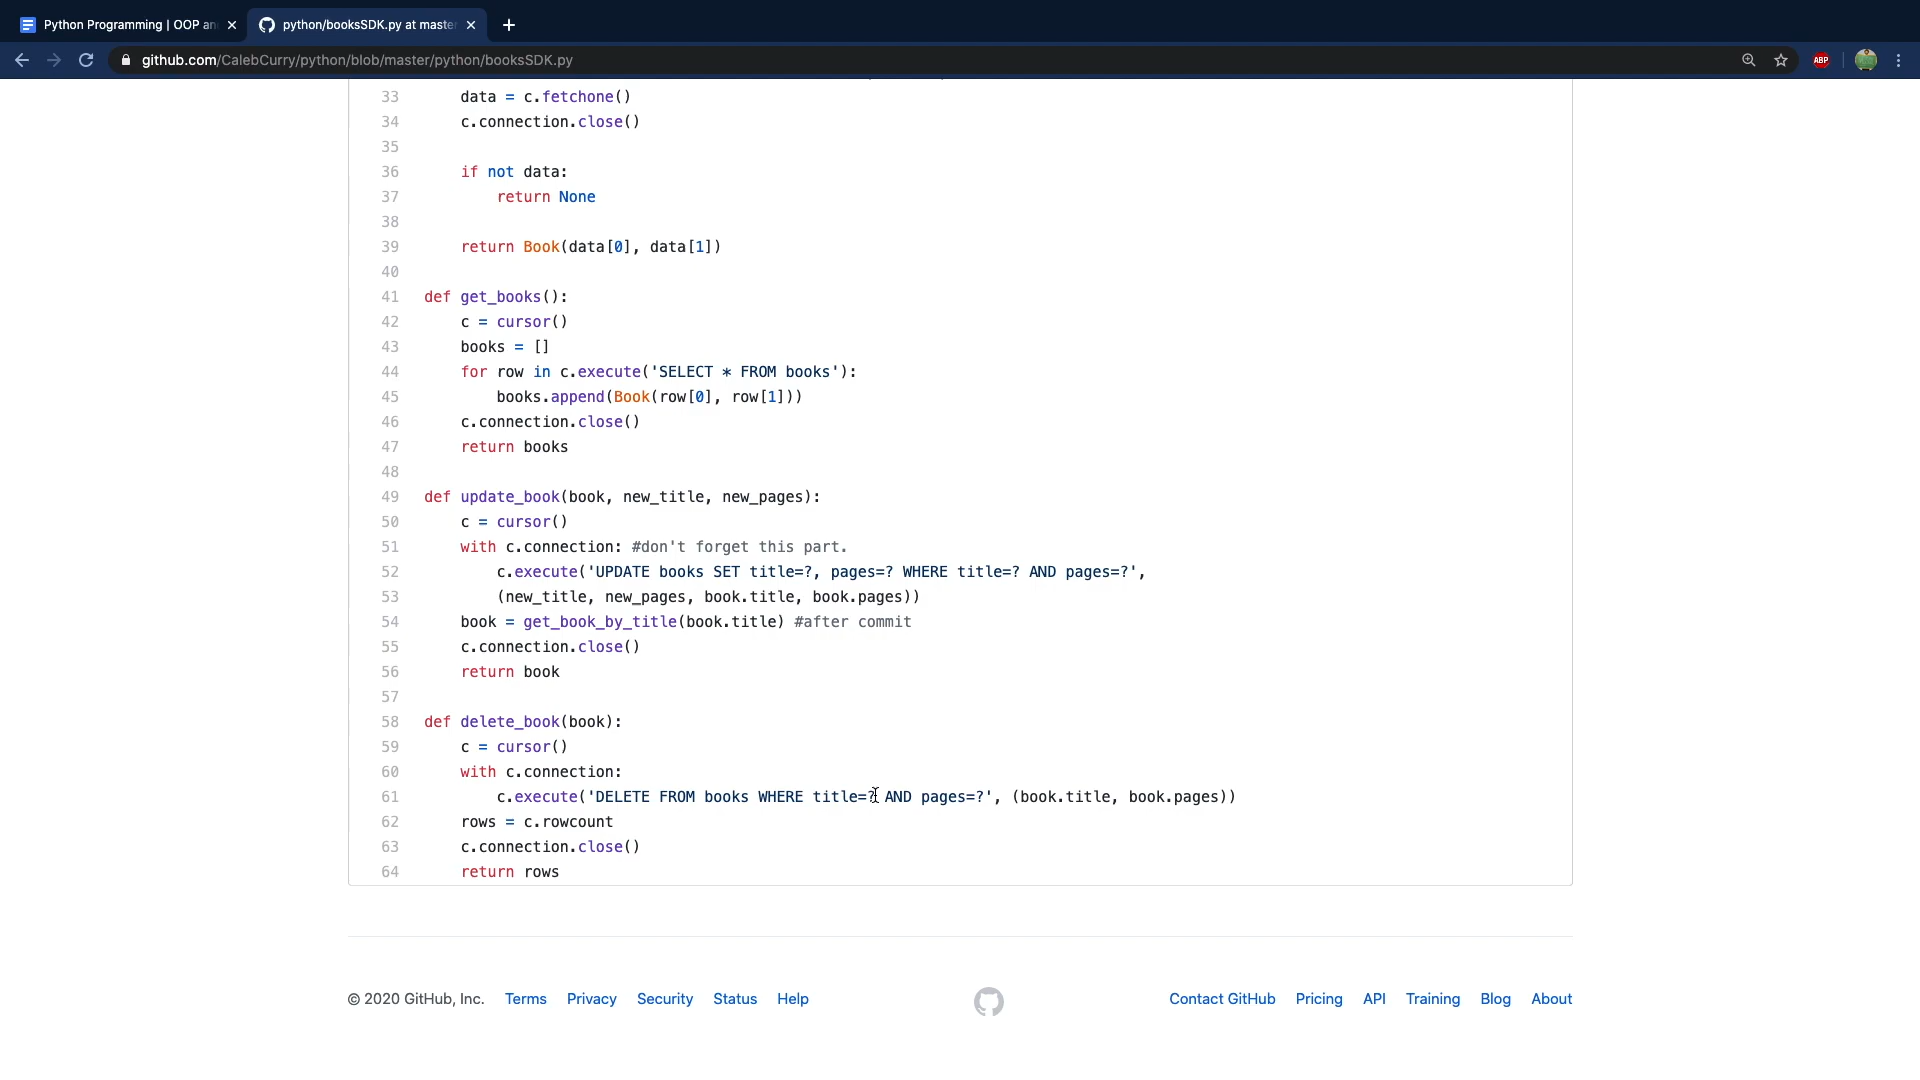 Python Programming | OOP an
python/booksSDK.py at master
github.com/CalebCurry/python/blob/master/python/booksSDK.py
ABP
33 data = c.fetchone()
34 c.connection.close()
35
36 if not data:
37 return None
38
39 return Book(data[0], data[1])
40
41 def get_books():
42 c = cursor()
43 books = []
44 for row in c.execute('SELECT * FROM books'):
45 books.append(Book(row[0], row[1]))
46 c.connection.close()
47 return books
48
49 def update_book(book, new_title, new_pages):
50 c = cursor()
51 with c.connection: #don't forget this part.
52 c.execute('UPDATE books SET title=?, pages=? WHERE title=? AND pages=?',
53 (new_title, new_pages, book.title, book.pages))
54 book = get_book_by_title(book.title) #after commit
55 c.connection.close()
56 return book
57
58 def delete_book(book):
59 c = cursor()
60 with c.connection:
61 c.execute('DELETE FROM books WHERE title=? AND pages=?', (book.title, book.pages))
62 rows = c.rowcount
63 c.connection.close()
64 return rows
© 2020 GitHub, Inc. Terms Privacy Security Status Help Contact GitHub Pricing API Training Blog About